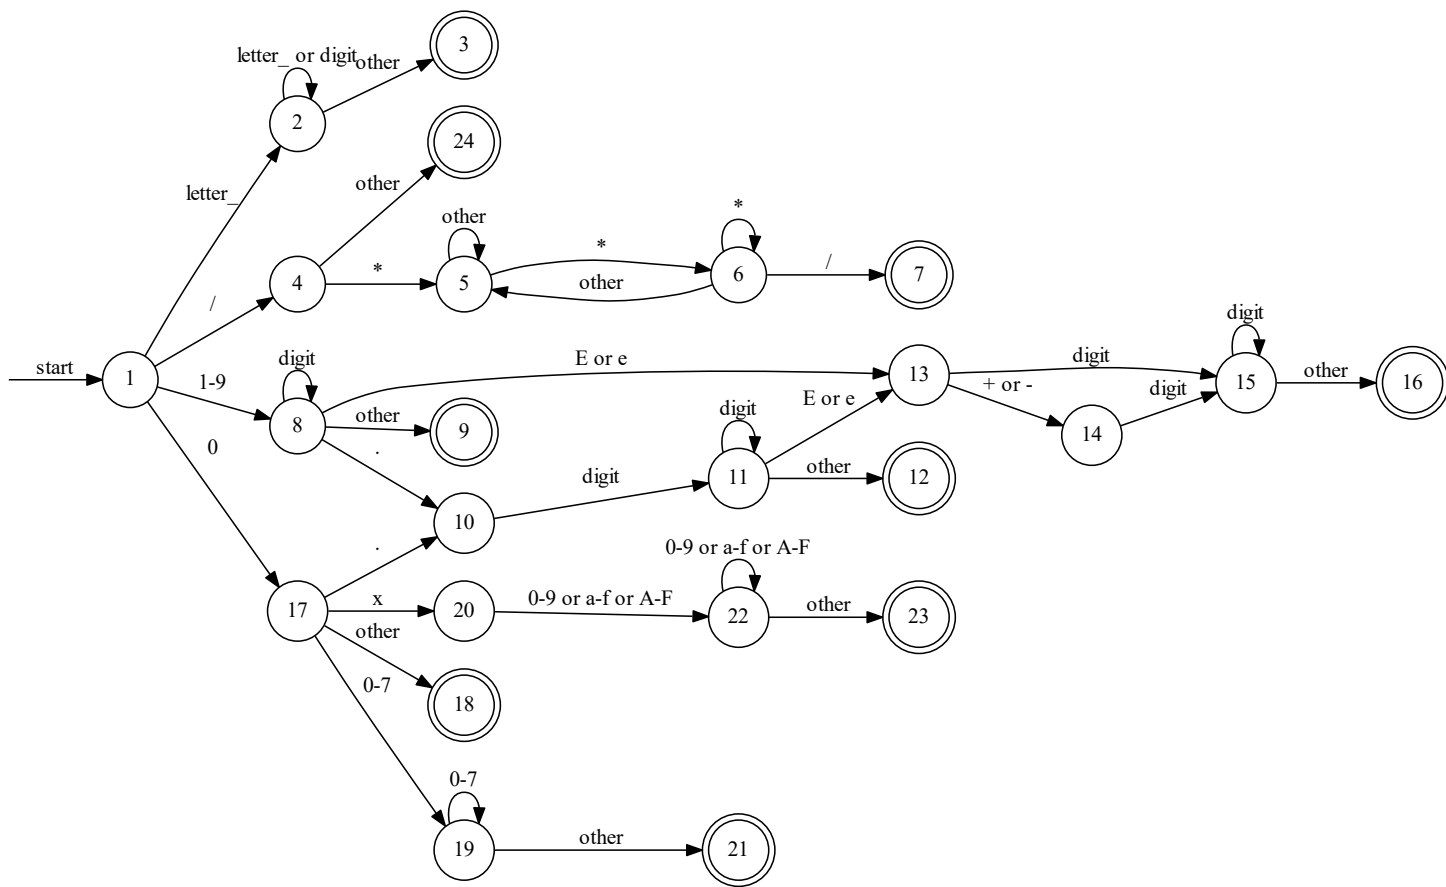 3
letter_ or digit
other
2
24
other
letter_
other
*
*
4
*
5
other
6
/
7
/
digit
start
1
1-9
digit
E or e
13
digit
15
other
16
+ or -
8
other
9
E or e
digit
14
0
.
11
other
12
digit
10
.
0-9 or a-f or A-F
17
x
20
0-9 or a-f or A-F
22
other
23
other
0-7
18
0-7
19
other
21